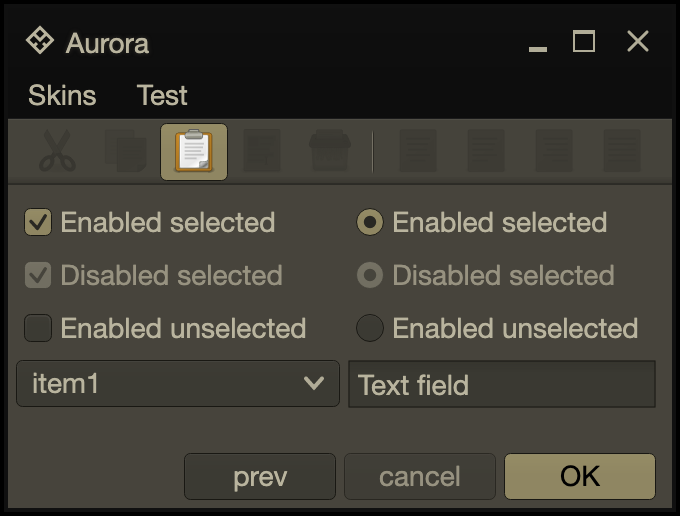 Aurora
Skins Test
Enabled selected Enabled selected
Disabled selected Disabled selected
Enabled unselected Enabled unselected
item1 Text field
prev cancel OK